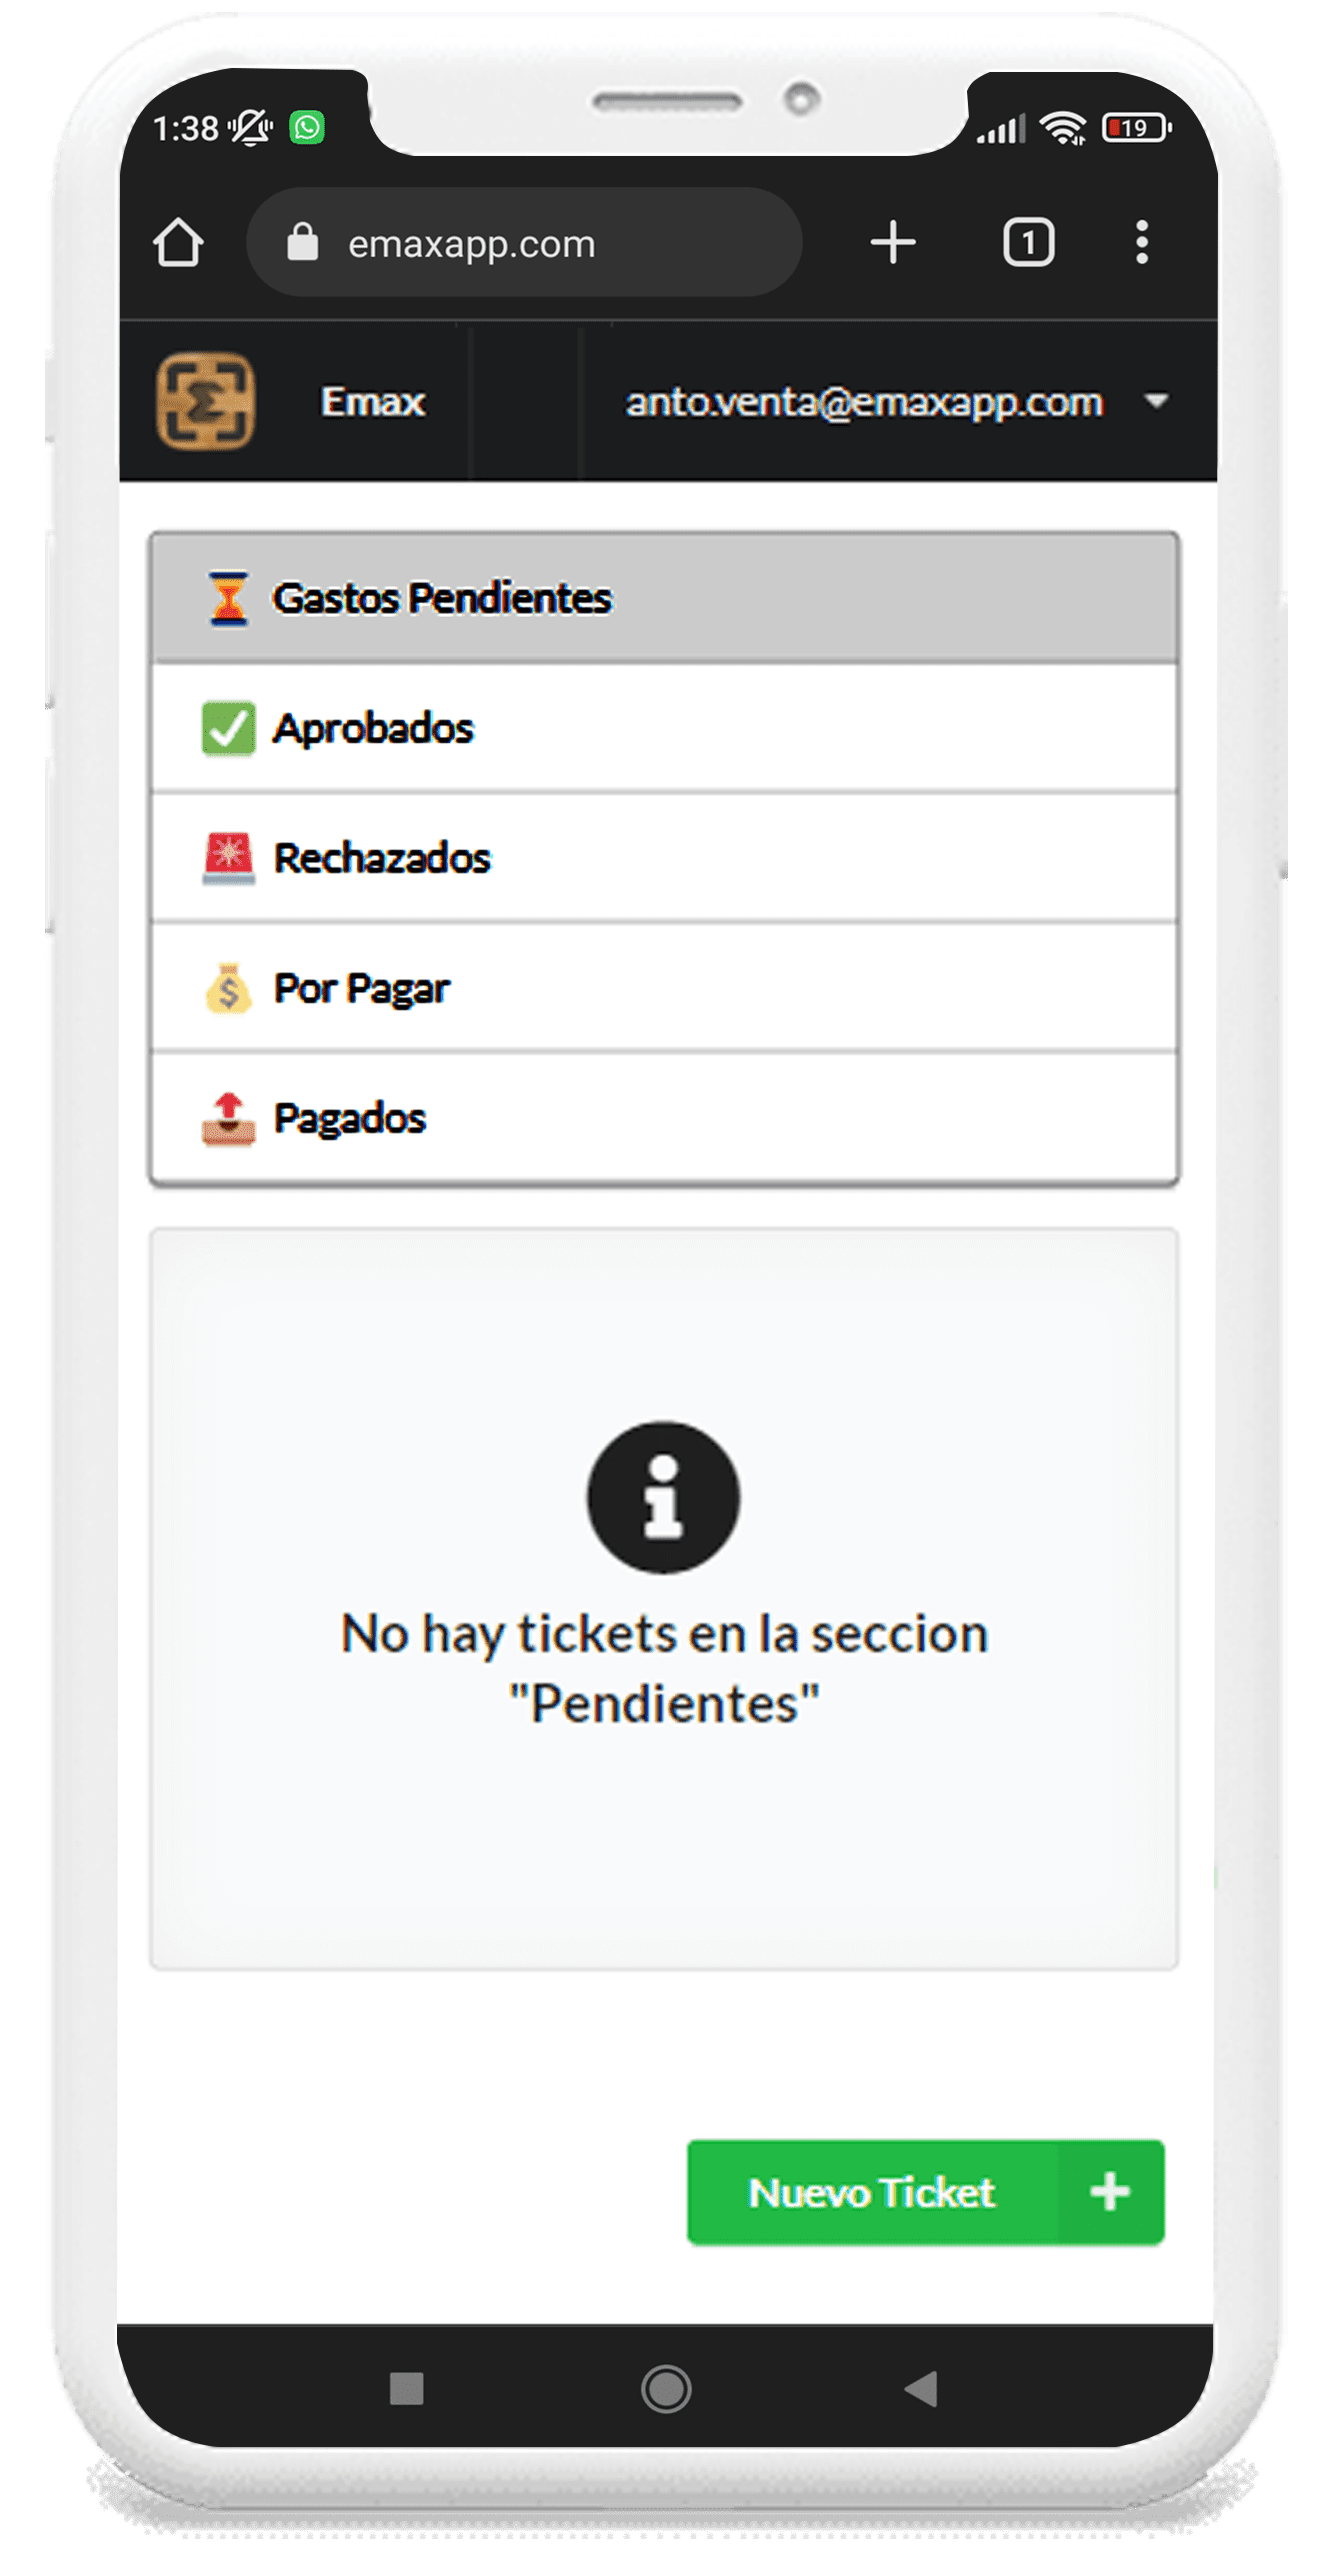 1:38
19
emaxapp.com
1
Emax
anto.venta@emaxapp.com
Gastos Pendientes
Aprobados
Rechazados
$ Por Pagar
Pagados
No hay tickets en la seccion
"Pendientes"
Nuevo Ticket +